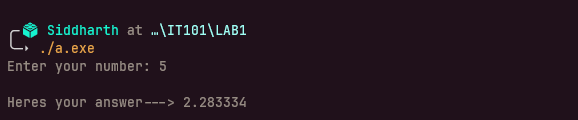 Siddharth at …\IT101\LAB1
./a.exe
Enter your number: 5
Heres your answer---> 2.283334